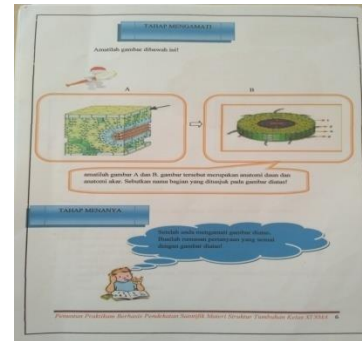 TAHAP MENGAMATI
Amatilah gambar dibawah ini!
A B
amatilah gambar A dan B, gambar tersebut merupakan anatomi daun dan
anatomi akar. Sebutkan nama bagian yang ditunjuk pada gambar diatas!
TAHAP MENANYA
Setelah anda mengamati gambar diatas,
Buatlah rumusan pertanyaan yang sesuai
dengan gambar diatas!
Penuntun Praktikum Berbasis Pendekatan Saintifik Materi Struktur Tumbuhan Kelas XI 6